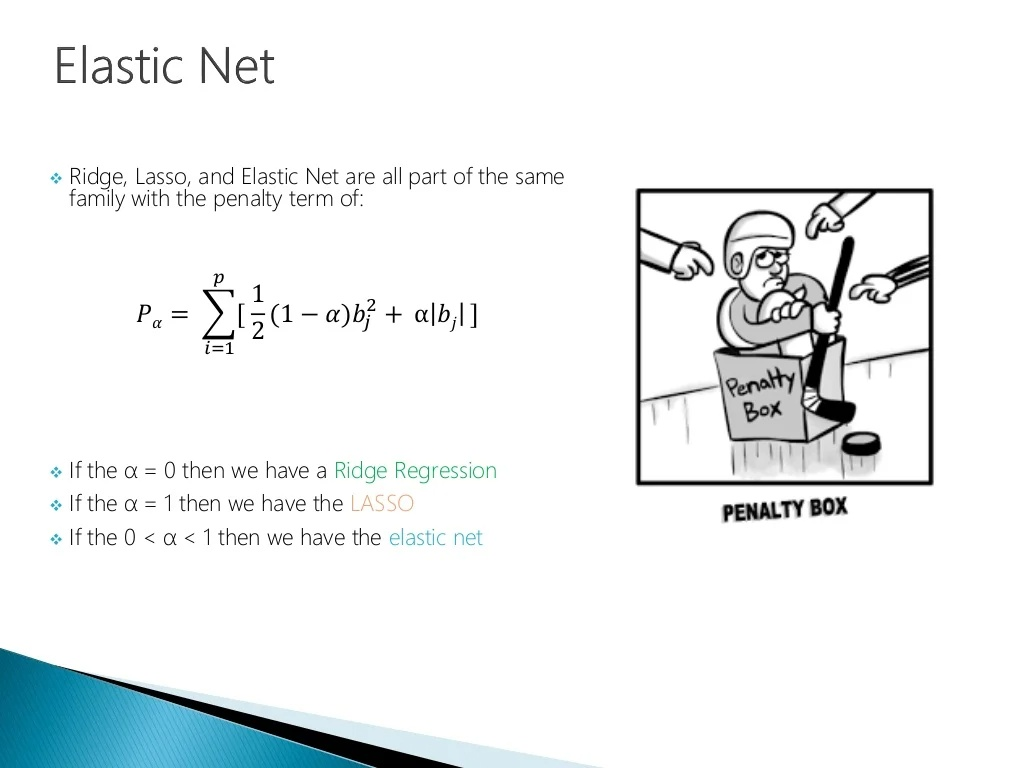 Elastic Net
❖ Ridge, Lasso, and Elastic Net are all part of the same
family with the penalty term of:
P_α = ∑_{i=1}^{p} [ 1/2 (1 − α)b_j^2 + α|b_j| ]
Penalty
Box
PENALTY BOX
❖ If the α = 0 then we have a Ridge Regression
❖ If the α = 1 then we have the LASSO
❖ If the 0 < α < 1 then we have the elastic net